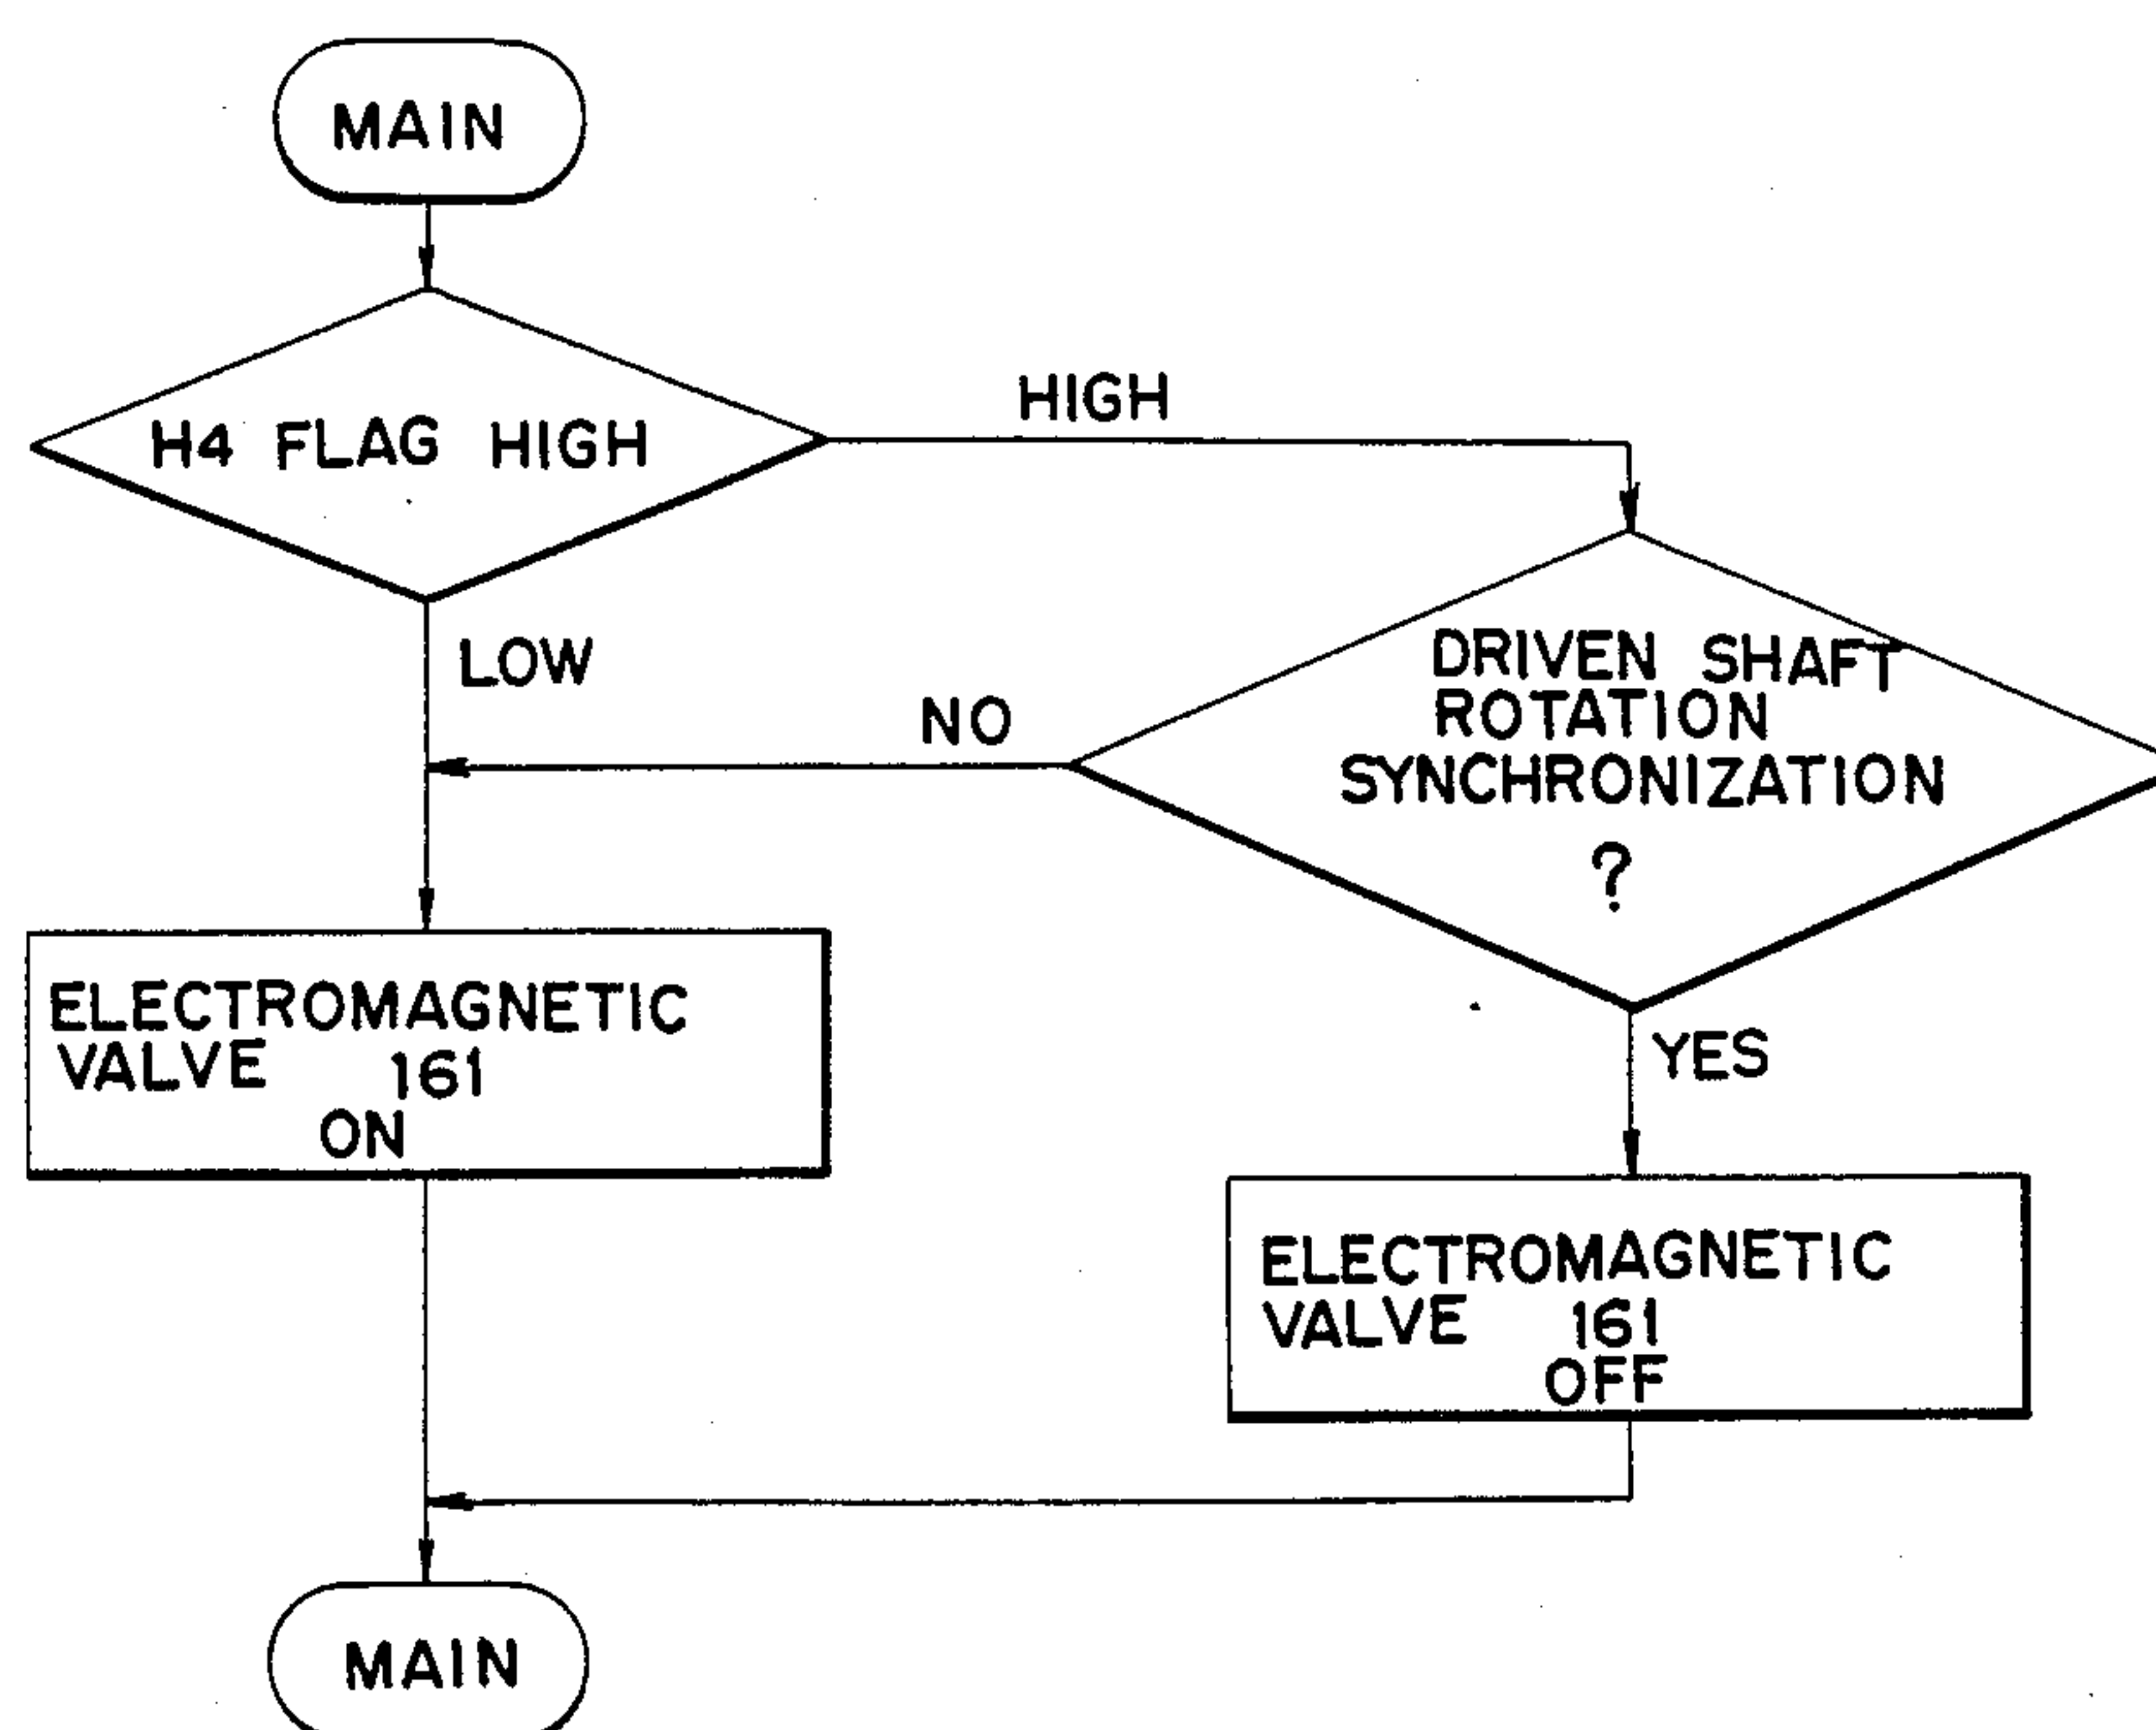 MAIN
H4 FLAG HIGH
HIGH
LOW
NO
DRIVEN SHAFT
ROTATION
SYNCHRONIZATION
?
YES
ELECTROMAGNETIC
VALVE 161
ON
ELECTROMAGNETIC
VALVE 161
OFF
MAIN